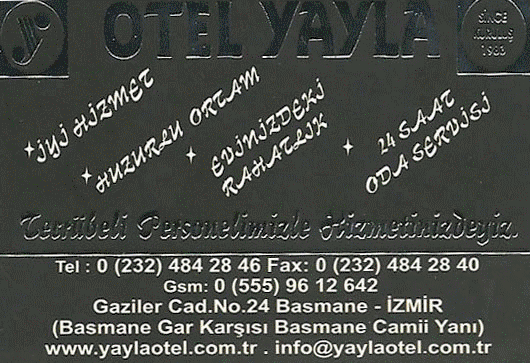 OTEL YAYLA
SINCE
KURULUŞ
1983
İYİ HİZMET
HUZURLU ORTAM
EVİNİZDEKİ
RAHATLIK
24 SAAT
ODA SERVİSİ
Tecrübeli Personelimizle Hizmetinizdeyiz.
Tel : 0 (232) 484 28 46 Fax: 0 (232) 484 28 40
Gsm: 0 (555) 96 12 642
Gaziler Cad.No.24 Basmane - İZMİR
(Basmane Gar Karşısı Basmane Camii Yanı)
www.yaylaotel.com.tr . info@yaylaotel.com.tr